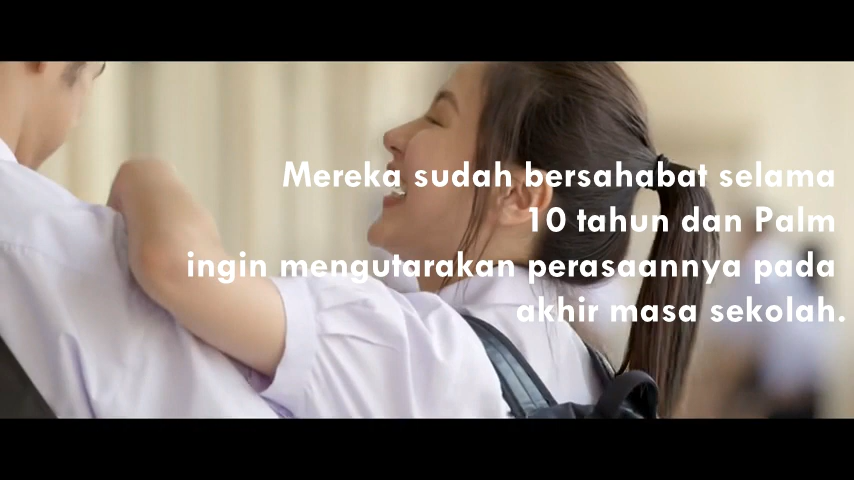 Mereka sudah bersahabat selama
10 tahun dan Palm
ingin mengutarakan perasaannya pada
akhir masa sekolah.